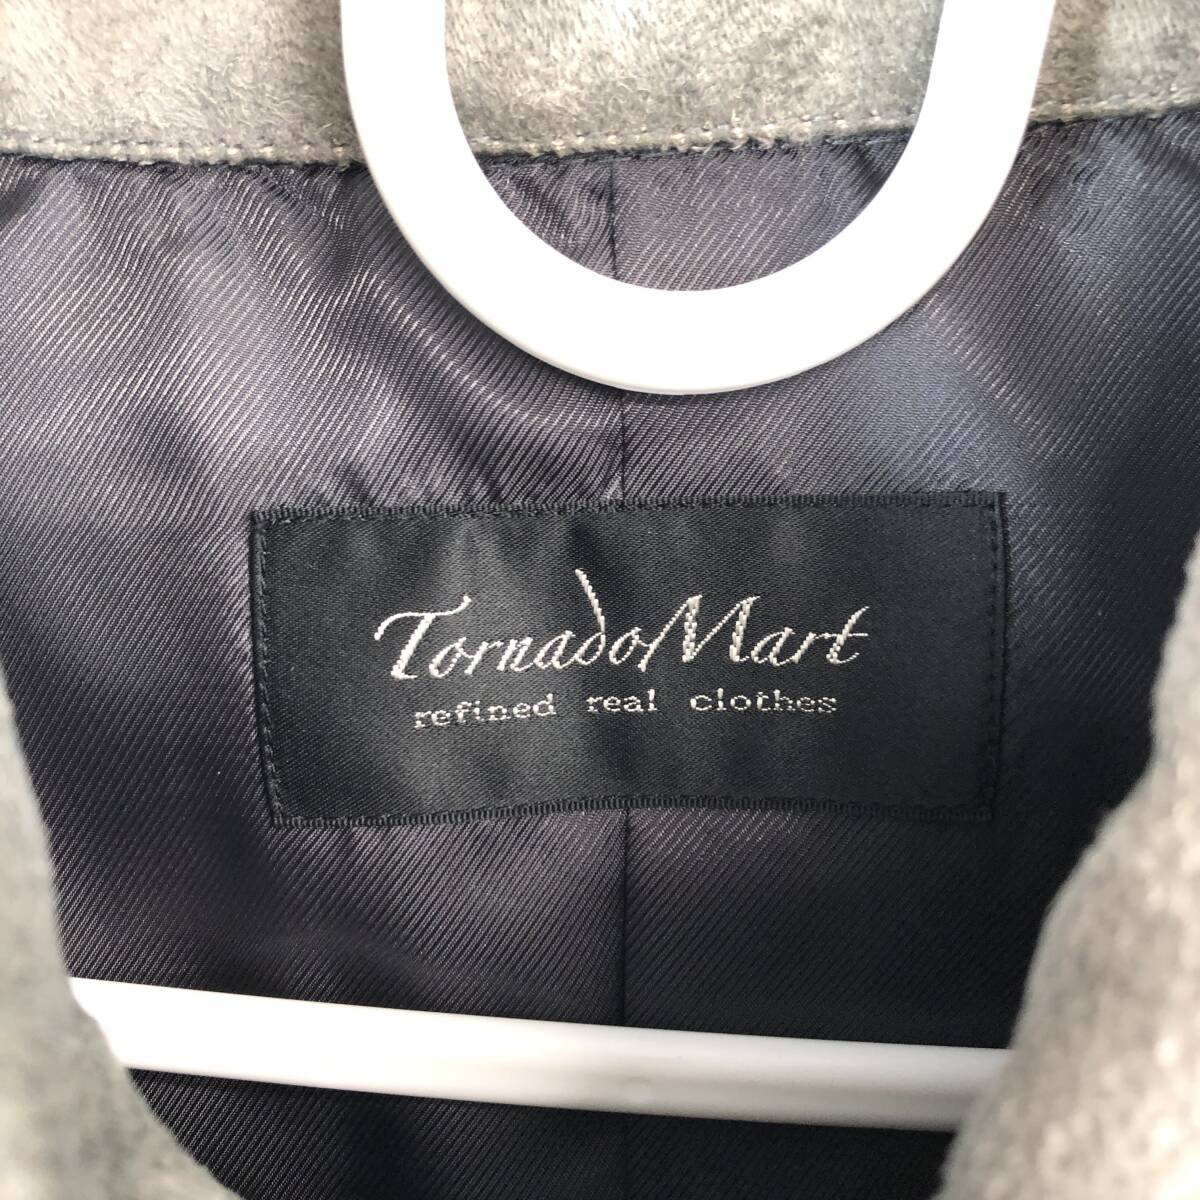 TornadoMart
refined real clothes